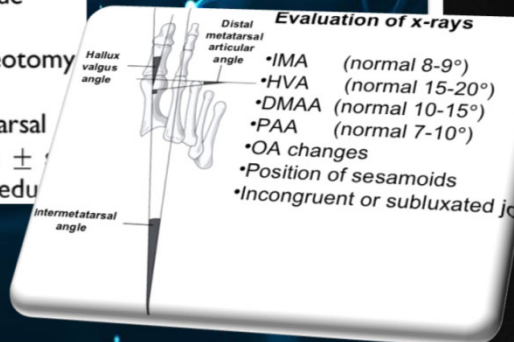 eotomy
arsal
±
edu
Evaluation of x-rays
Distal
metatarsal
articular
angle
Hallux
valgus
angle
Intermetatarsal
angle
•IMA (normal 8-9°)
•HVA (normal 15-20°)
•DMAA (normal 10-15°)
•PAA (normal 7-10°)
•OA changes
•Position of sesamoids
•Incongruent or subluxated jo